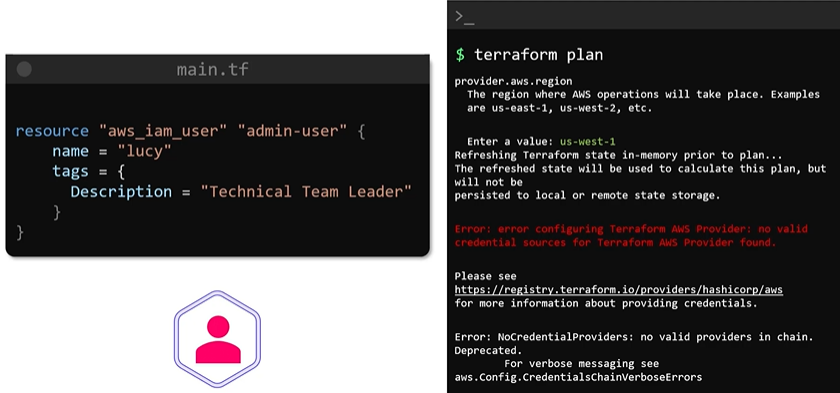 main.tf
resource "aws_iam_user" "admin-user" {
name = "lucy"
tags = {
Description = "Technical Team Leader"
}
}
>_
$ terraform plan
provider.aws.region
The region where AWS operations will take place. Examples
are us-east-1, us-west-2, etc.
Enter a value: us-west-1
Refreshing Terraform state in-memory prior to plan...
The refreshed state will be used to calculate this plan, but
will not be
persisted to local or remote state storage.
Error: error configuring Terraform AWS Provider: no valid
credential sources for Terraform AWS Provider found.
Please see
https://registry.terraform.io/providers/hashicorp/aws
for more information about providing credentials.
Error: NoCredentialProviders: no valid providers in chain.
Deprecated.
For verbose messaging see
aws.Config.CredentialsChainVerboseErrors